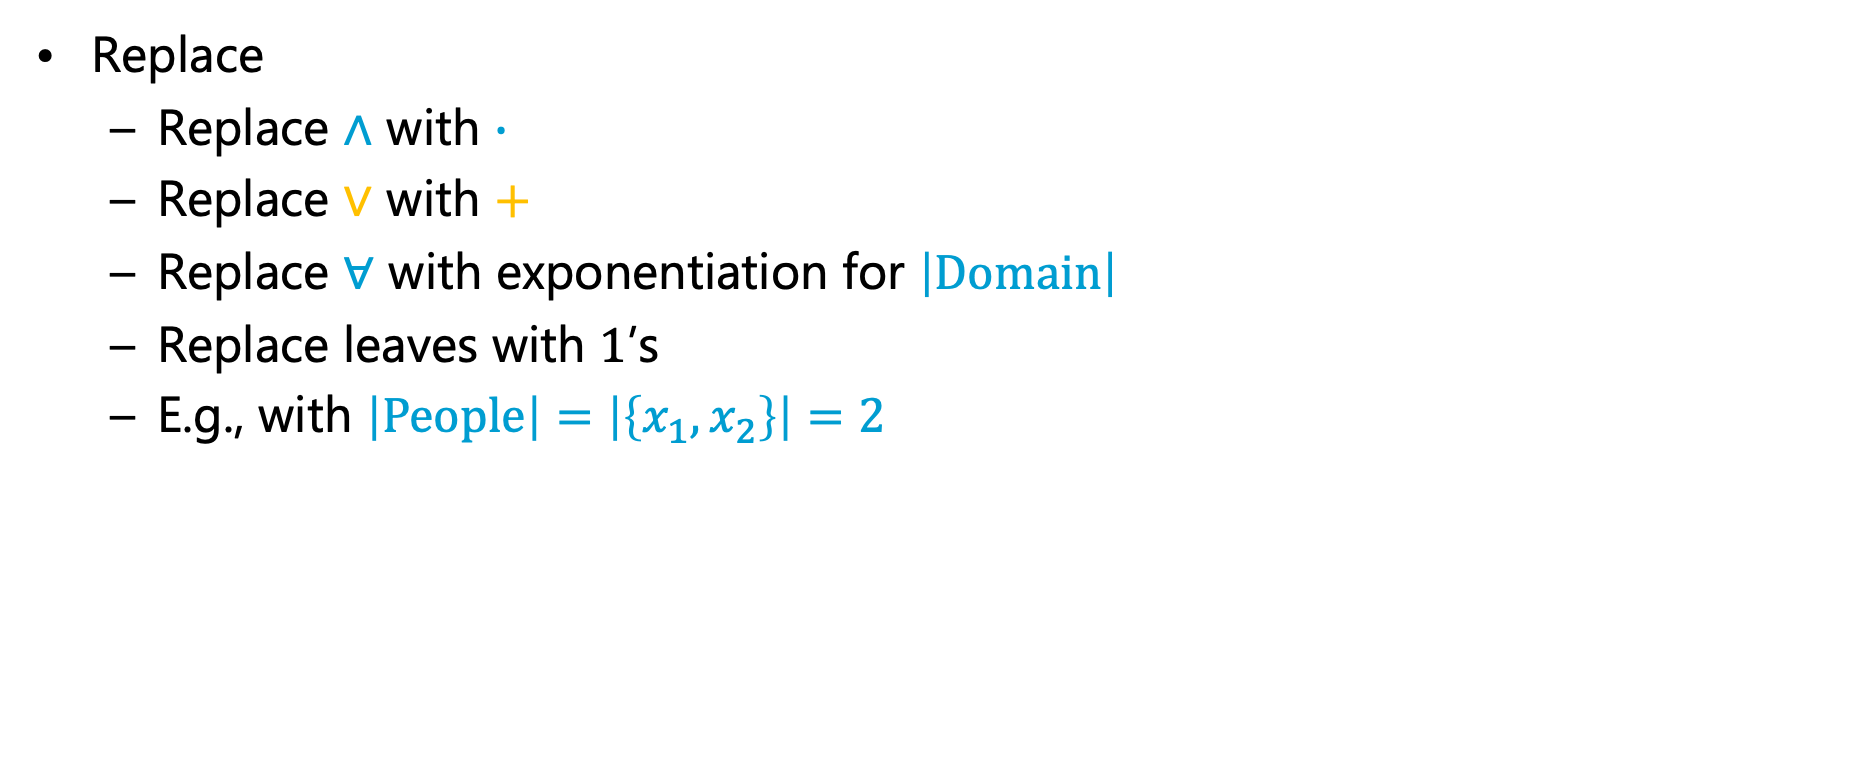 • Replace
– Replace ∧ with ·
– Replace ∨ with +
– Replace ∀ with exponentiation for |Domain|
– Replace leaves with 1’s
– E.g., with |People| = |{x₁, x₂}| = 2